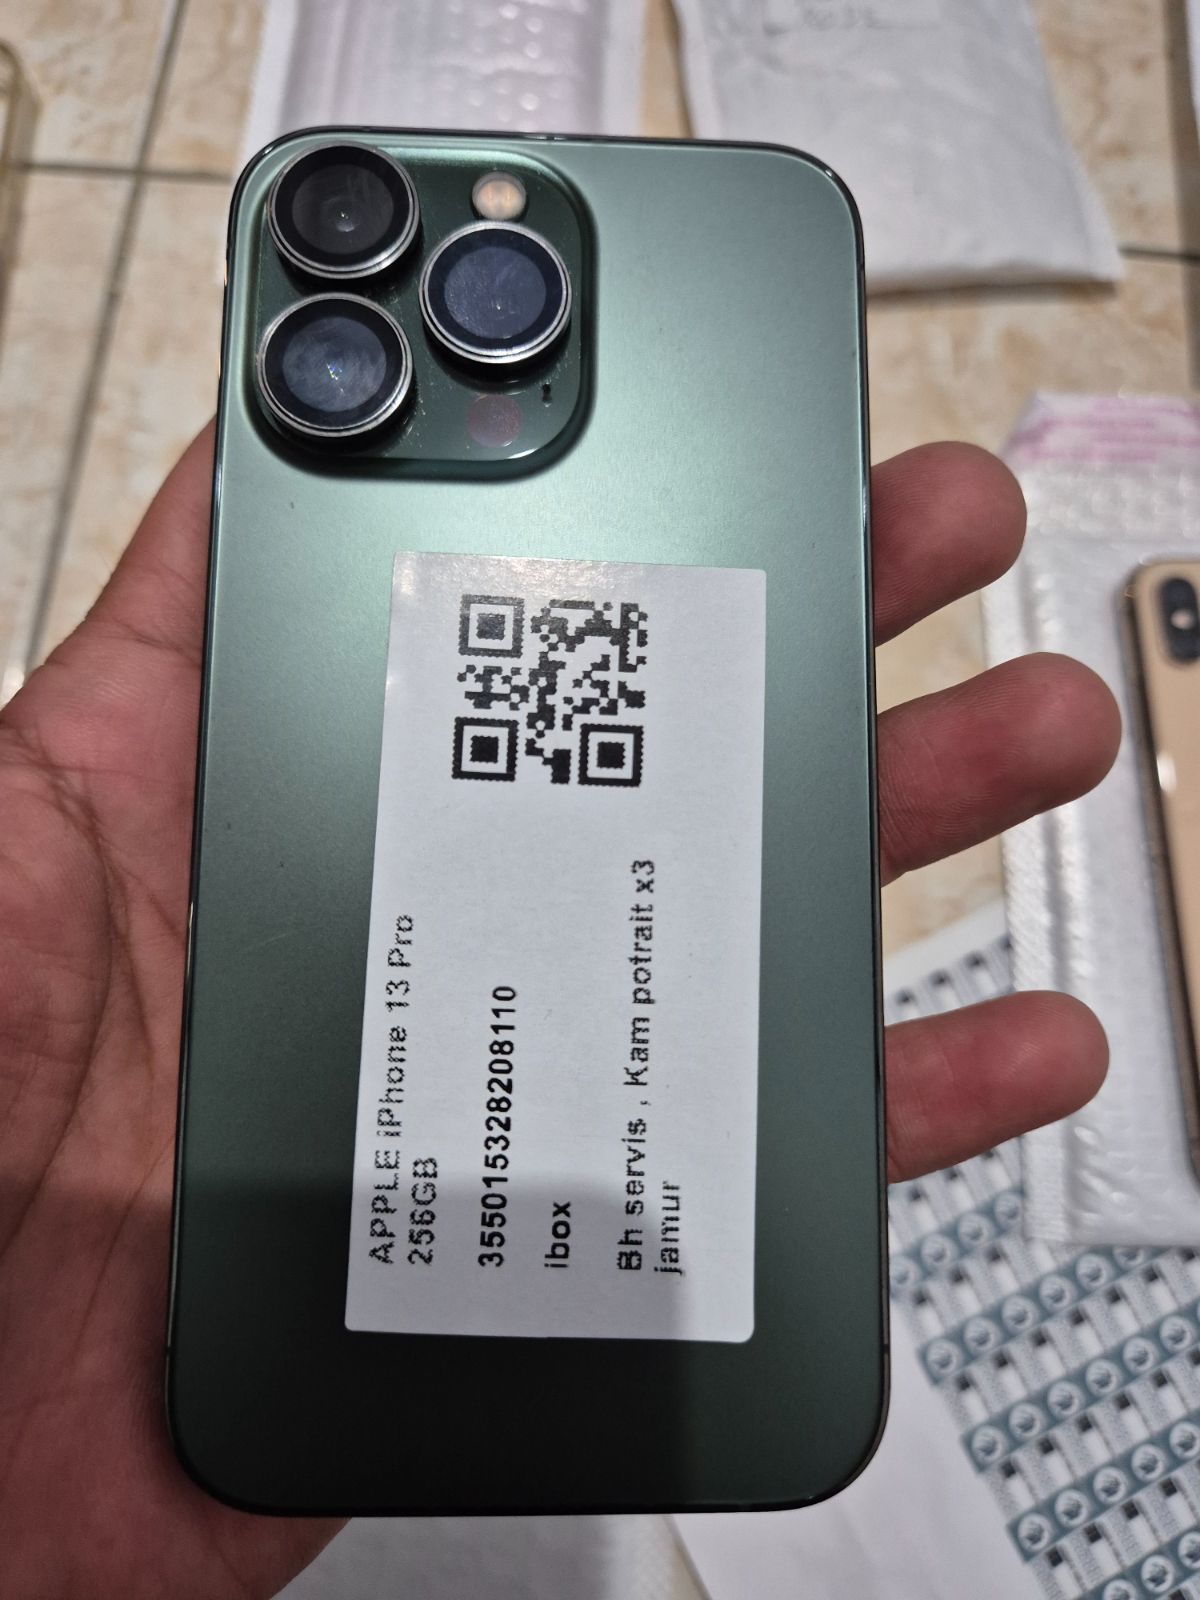 APPLE iPhone 13 Pro
256GB
355015328208110
ibox
Bh servis , Kam potrait x3
jamur